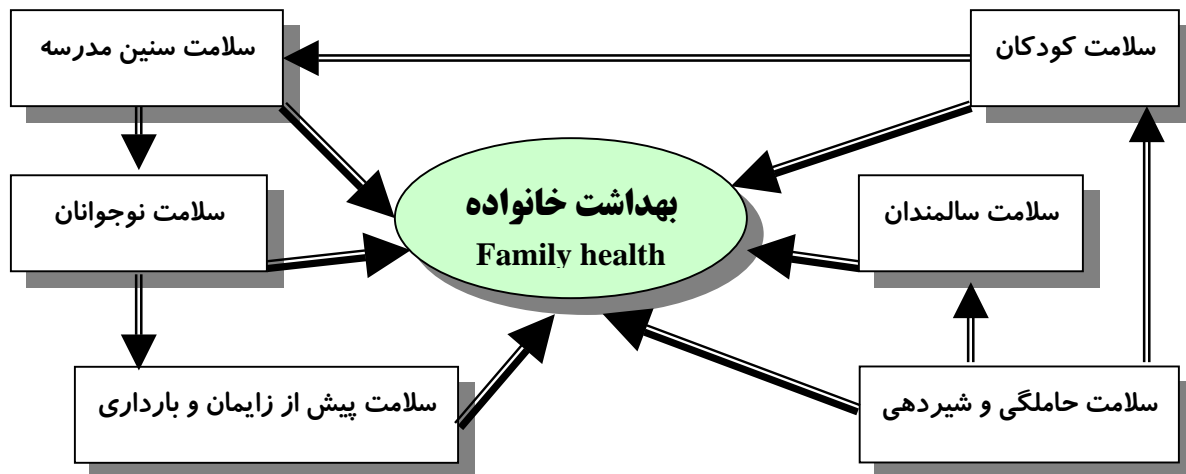 سلامت کودکان
سلامت سنین مدرسه
بهداشت خانواده
Family health
سلامت سالمندان
سلامت نوجوانان
سلامت حاملگی و شیردهی
سلامت پیش از زایمان و بارداری